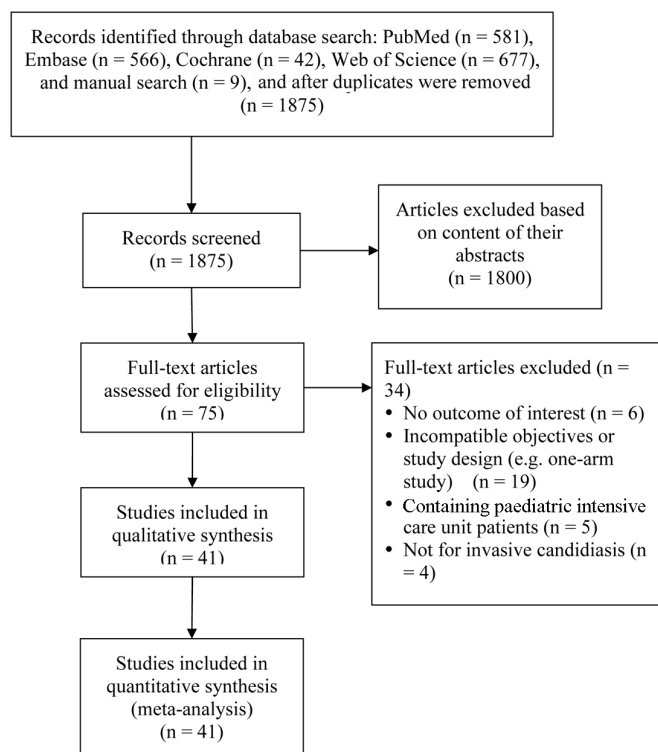 Records identified through database search: PubMed (n = 581),
Embase (n = 566), Cochrane (n = 42), Web of Science (n = 677),
and manual search (n = 9), and after duplicates were removed
(n = 1875)
Records screened
(n = 1875)
Articles excluded based
on content of their
abstracts
(n = 1800)
Full-text articles
assessed for eligibility
(n = 75)
Full-text articles excluded (n =
34)
• No outcome of interest (n = 6)
• Incompatible objectives or
study design (e.g. one-arm
study) (n = 19)
• Containing paediatric intensive
care unit patients (n = 5)
• Not for invasive candidiasis (n
= 4)
Studies included in
qualitative synthesis
(n = 41)
Studies included in
quantitative synthesis
(meta-analysis)
(n = 41)